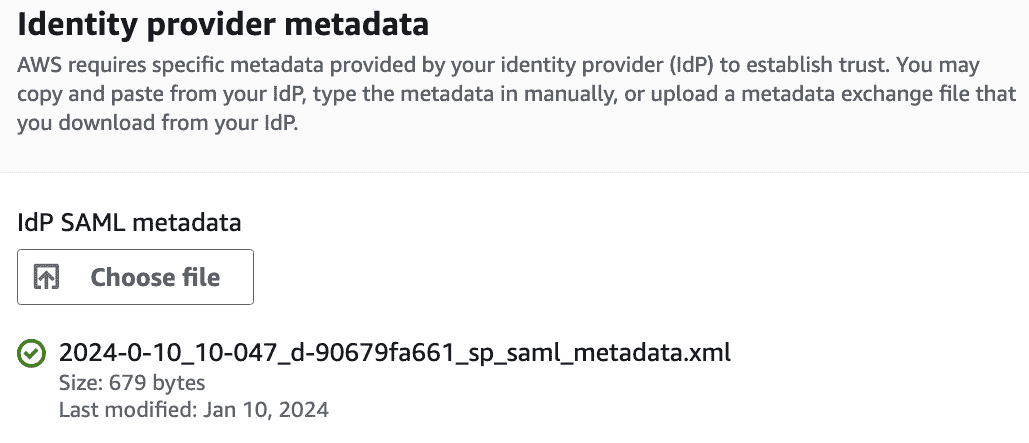 Identity provider metadata
AWS requires specific metadata provided by your identity provider (IdP) to establish trust. You may
copy and paste from your IdP, type the metadata in manually, or upload a metadata exchange file that
you download from your IdP.
IdP SAML metadata
Choose file
2024-0-10_10-047_d-90679fa661_sp_saml_metadata.xml
Size: 679 bytes
Last modified: Jan 10, 2024